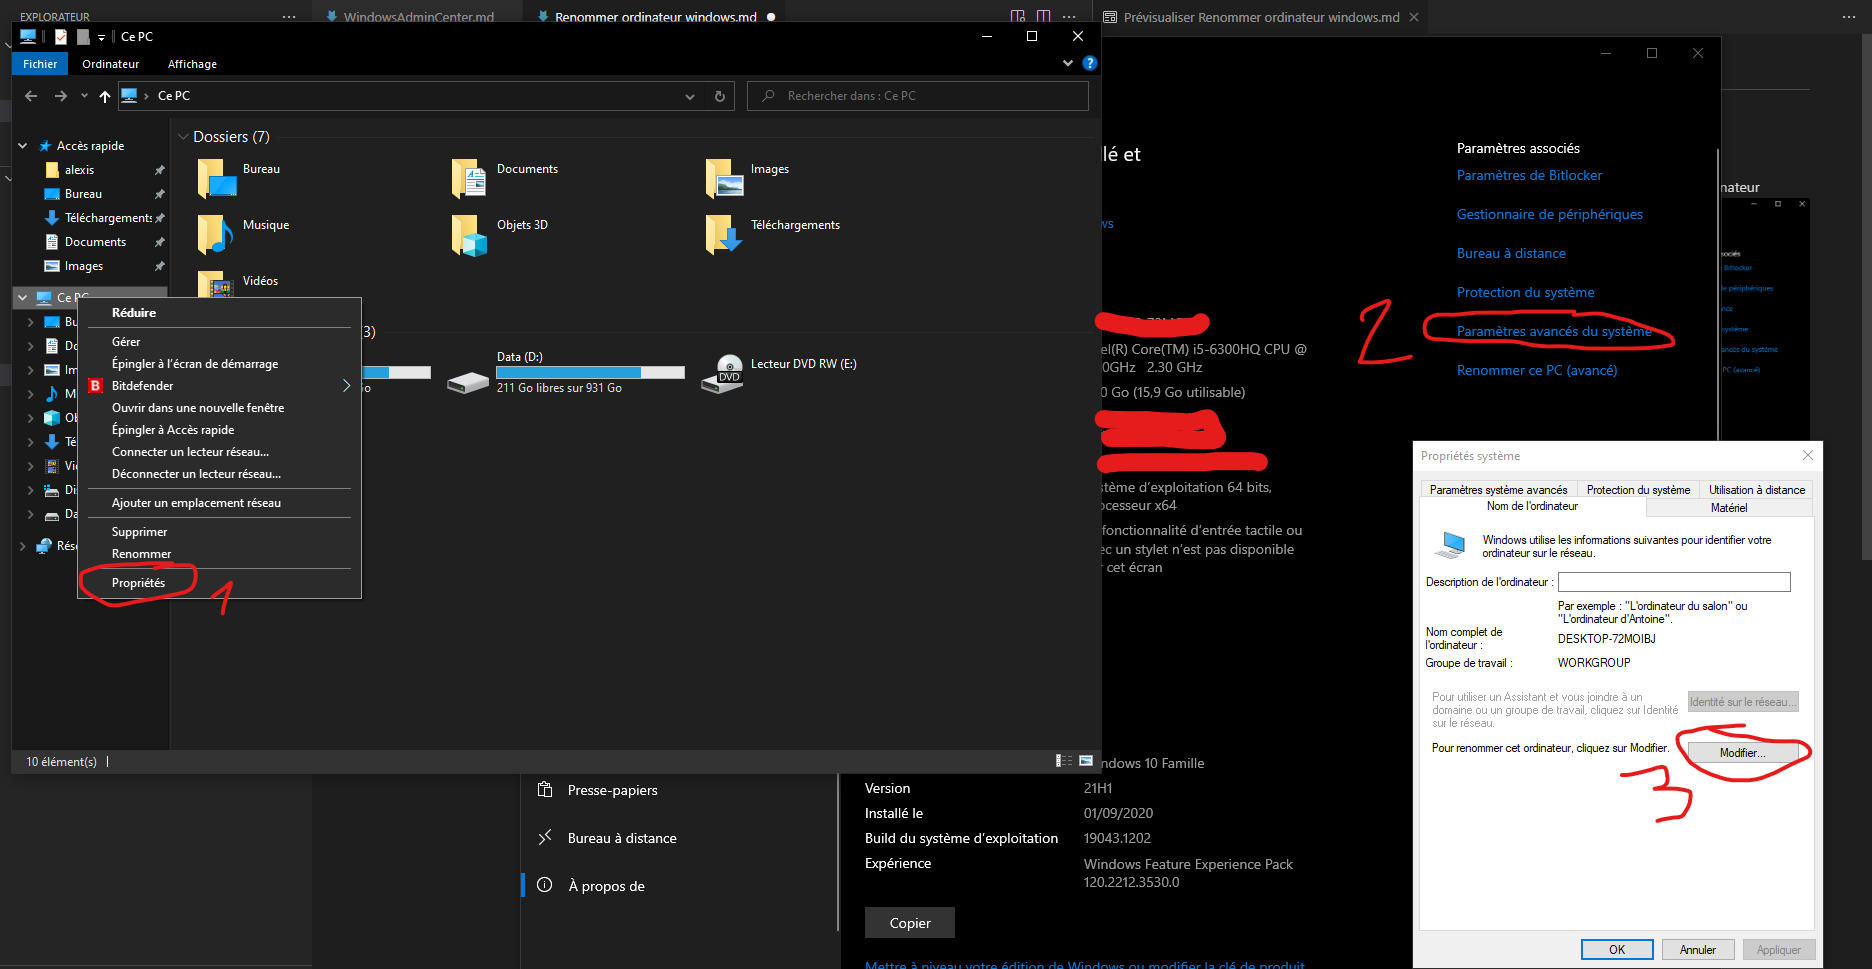 EXPLORATEUR
WindowsAdminCenter.md
Renommer ordinateur windows.md
Prévisualiser Renommer ordinateur windows.md
Ce PC
Fichier
Ordinateur
Affichage
Ce PC
Rechercher dans : Ce PC
Accès rapide
alexis
Bureau
Téléchargements
Documents
Images
Ce PC
Dossiers (7)
Bureau
Documents
Images
Musique
Objets 3D
Téléchargements
Vidéos
(3)
Data (D:)
211 Go libres sur 931 Go
Lecteur DVD RW (E:)
DVD
Réduire
Gérer
Épingler à l'écran de démarrage
B Bitdefender
Ouvrir dans une nouvelle fenêtre
Épingler à Accès rapide
Connecter un lecteur réseau...
Déconnecter un lecteur réseau...
Ajouter un emplacement réseau
Supprimer
Renommer
Propriétés
1
10 élément(s)
lé et
ws
Paramètres associés
Paramètres de Bitlocker
Gestionnaire de périphériques
Bureau à distance
Protection du système
Paramètres avancés du système
2
Renommer ce PC (avancé)
el(R) Core(TM) i5-6300HQ CPU @
0GHz 2.30 GHz
0 Go (15,9 Go utilisable)
stème d'exploitation 64 bits,
ocesseur x64
fonctionnalité d'entrée tactile ou
ec un stylet n'est pas disponible
r cet écran
nateur
sociés
Bitlocker
e périphériques
nce
système
ancés du système
PC (avancé)
Propriétés système
Paramètres système avancés
Protection du système
Utilisation à distance
Nom de l'ordinateur
Matériel
Windows utilise les informations suivantes pour identifier votre
ordinateur sur le réseau.
Description de l'ordinateur :
Par exemple : "L'ordinateur du salon" ou
"L'ordinateur d'Antoine".
Nom complet de
l'ordinateur :
DESKTOP-72MOIBJ
Groupe de travail :
WORKGROUP
Pour utiliser un Assistant et vous joindre à un
domaine ou un groupe de travail, cliquez sur Identité
sur le réseau.
Identité sur le réseau...
Pour renommer cet ordinateur, cliquez sur Modifier.
Modifier...
3
OK
Annuler
Appliquer
Presse-papiers
Bureau à distance
À propos de
ndows 10 Famille
Version
21H1
Installé le
01/09/2020
Build du système d'exploitation
19043.1202
Expérience
Windows Feature Experience Pack
120.2212.3530.0
Copier
Mettre à niveau votre édition de Windows ou modifier la clé de produit